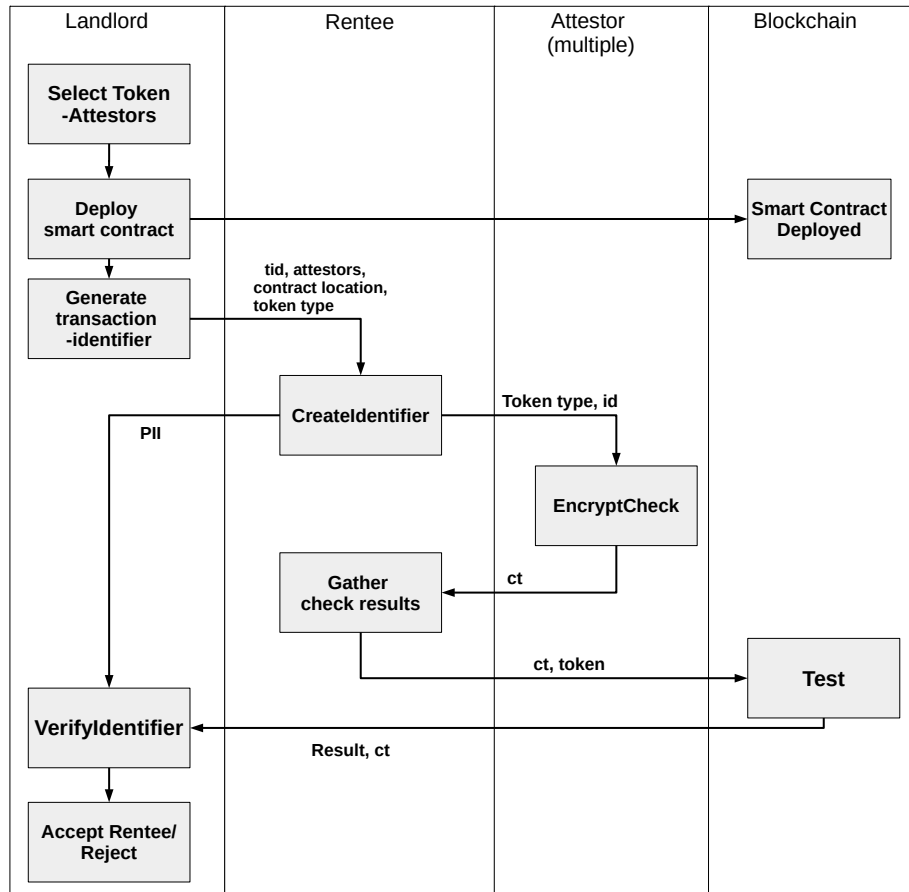 Landlord
Rentee
Attestor
(multiple)
Blockchain
Select Token
-Attestors
Deploy
smart contract
Smart Contract
Deployed
Generate
transaction
-identifier
tid, attestors,
contract location,
token type
CreateIdentifier
Token type, id
PII
EncryptCheck
Gather
check results
ct
ct, token
Test
VerifyIdentifier
Result, ct
Accept Rentee/
Reject